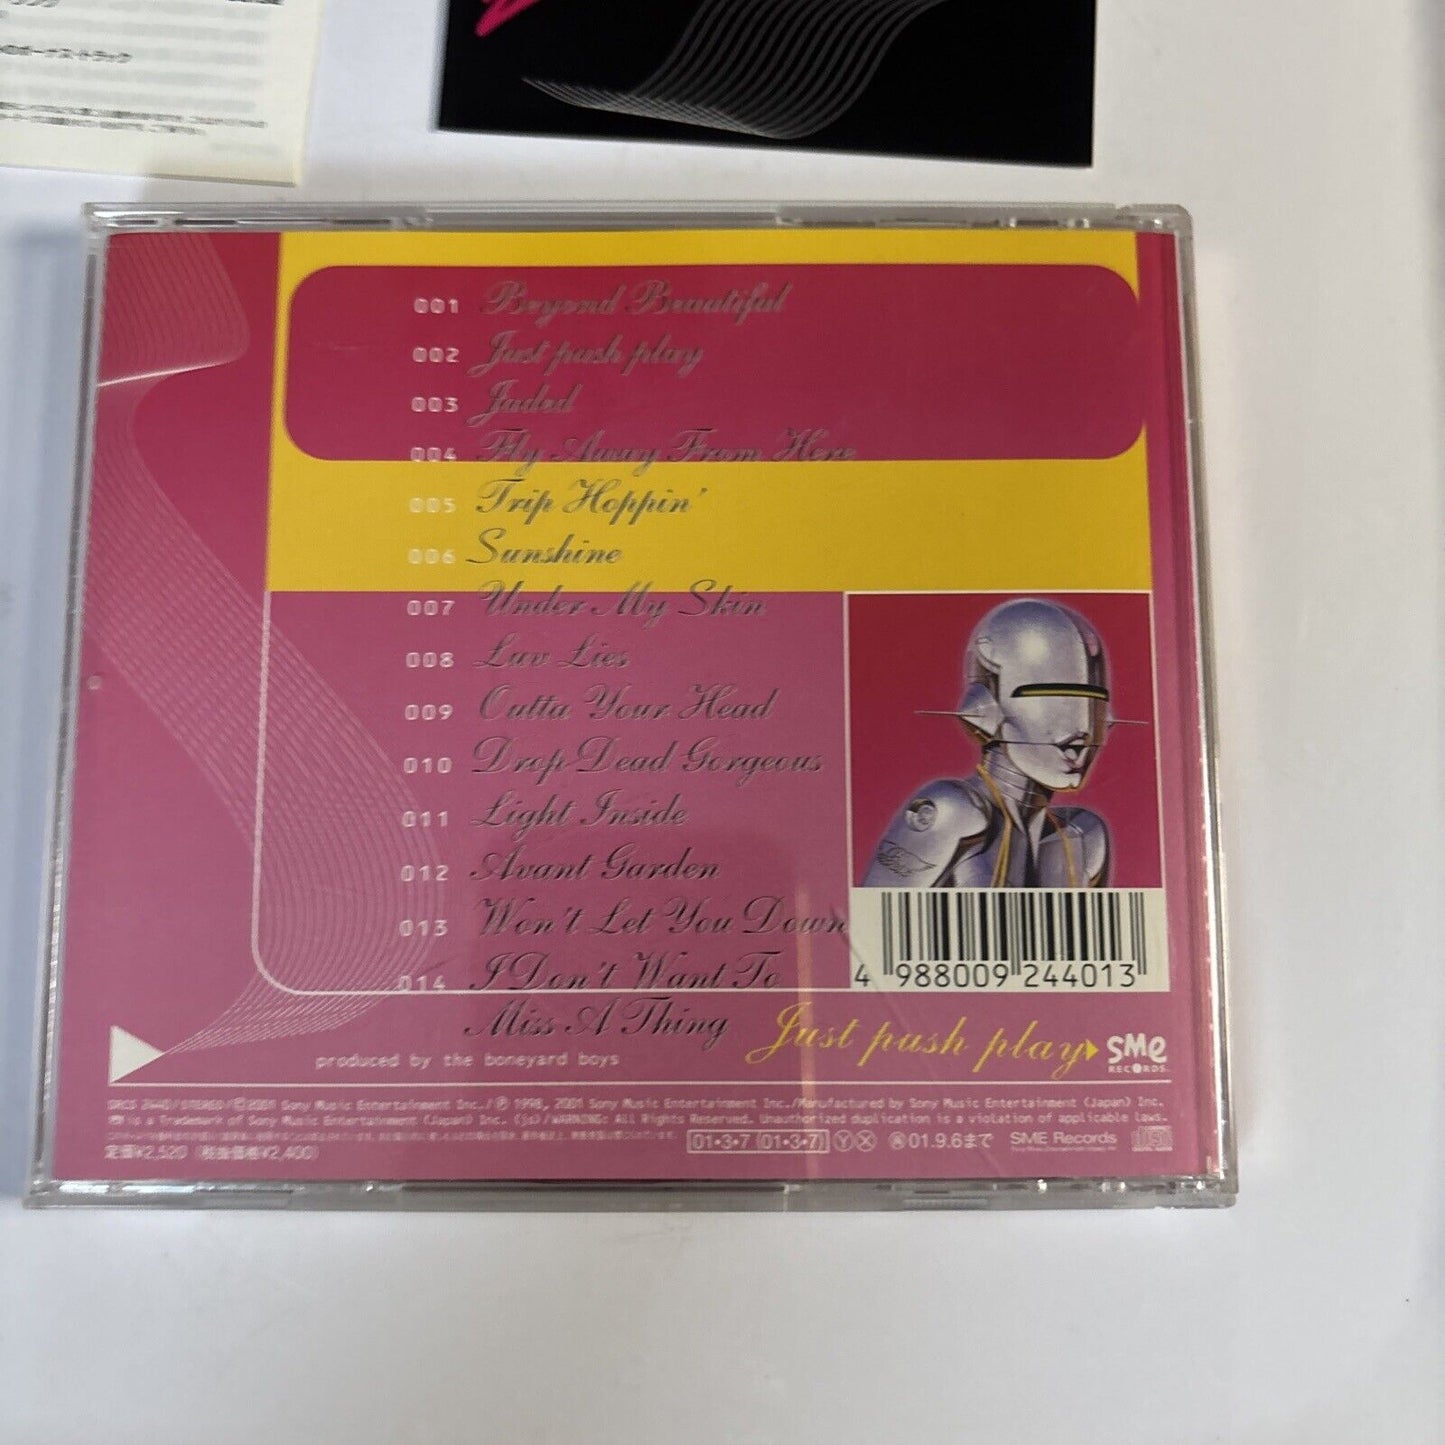 001 Beyond Beautiful
002 Just push play
003 Jaded
004 Fly Away From Here
005 Trip Hoppin'
006 Sunshine
007 Under My Skin
008 Luv Lies
009 Outta Your Head
010 Drop Dead Gorgeous
011 Light Inside
012 Avant Garden
013 Won't Let You Down
014 I Don't Want To
Miss A Thing
4 988009 244013
Just push play
SMe
RECORDS
produced by the boneyard boys
SRCS 2440/STEREO/Ⓒ2001 Sony Music Entertainment Inc./Ⓟ 1998, 2001 Sony Music Entertainment Inc./Manufactured by Sony Music Entertainment (Japan) Inc.
is a Trademark of Sony Music Entertainment (Japan) Inc. (js)/WARNING: All Rights Reserved. Unauthorized duplication is a violation of applicable laws.
定価¥2,520 (税抜価格¥2,400)
01・3・7 (01・3・7) Ⓨ Ⓧ 01.9.6まで SME Records